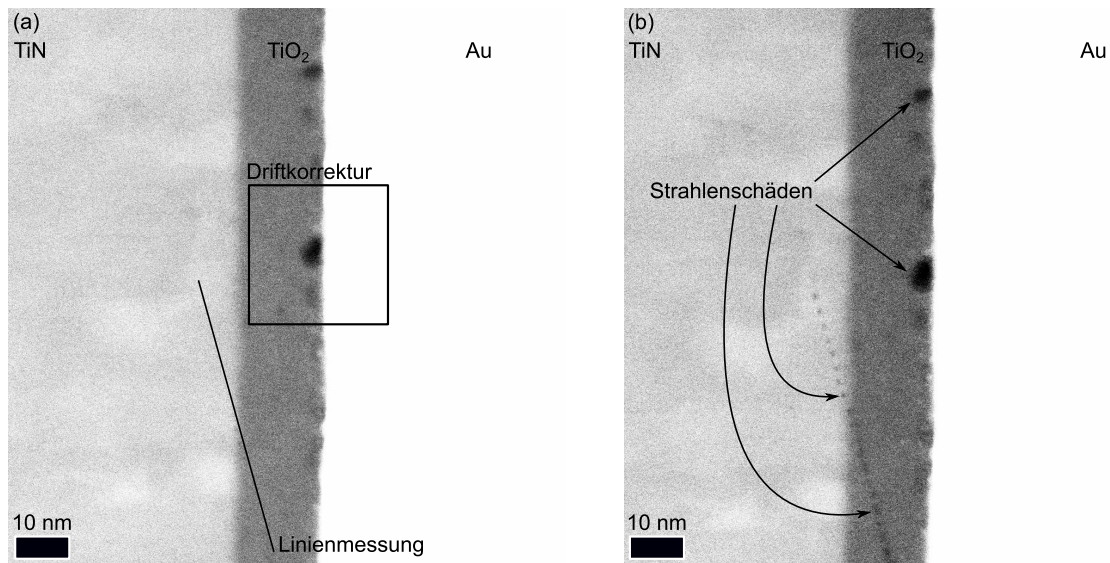 (a)
TiN
TiO₂
Au
Driftkorrektur
10 nm
Linienmessung
(b)
TiN
TiO₂
Au
Strahlenschäden
10 nm